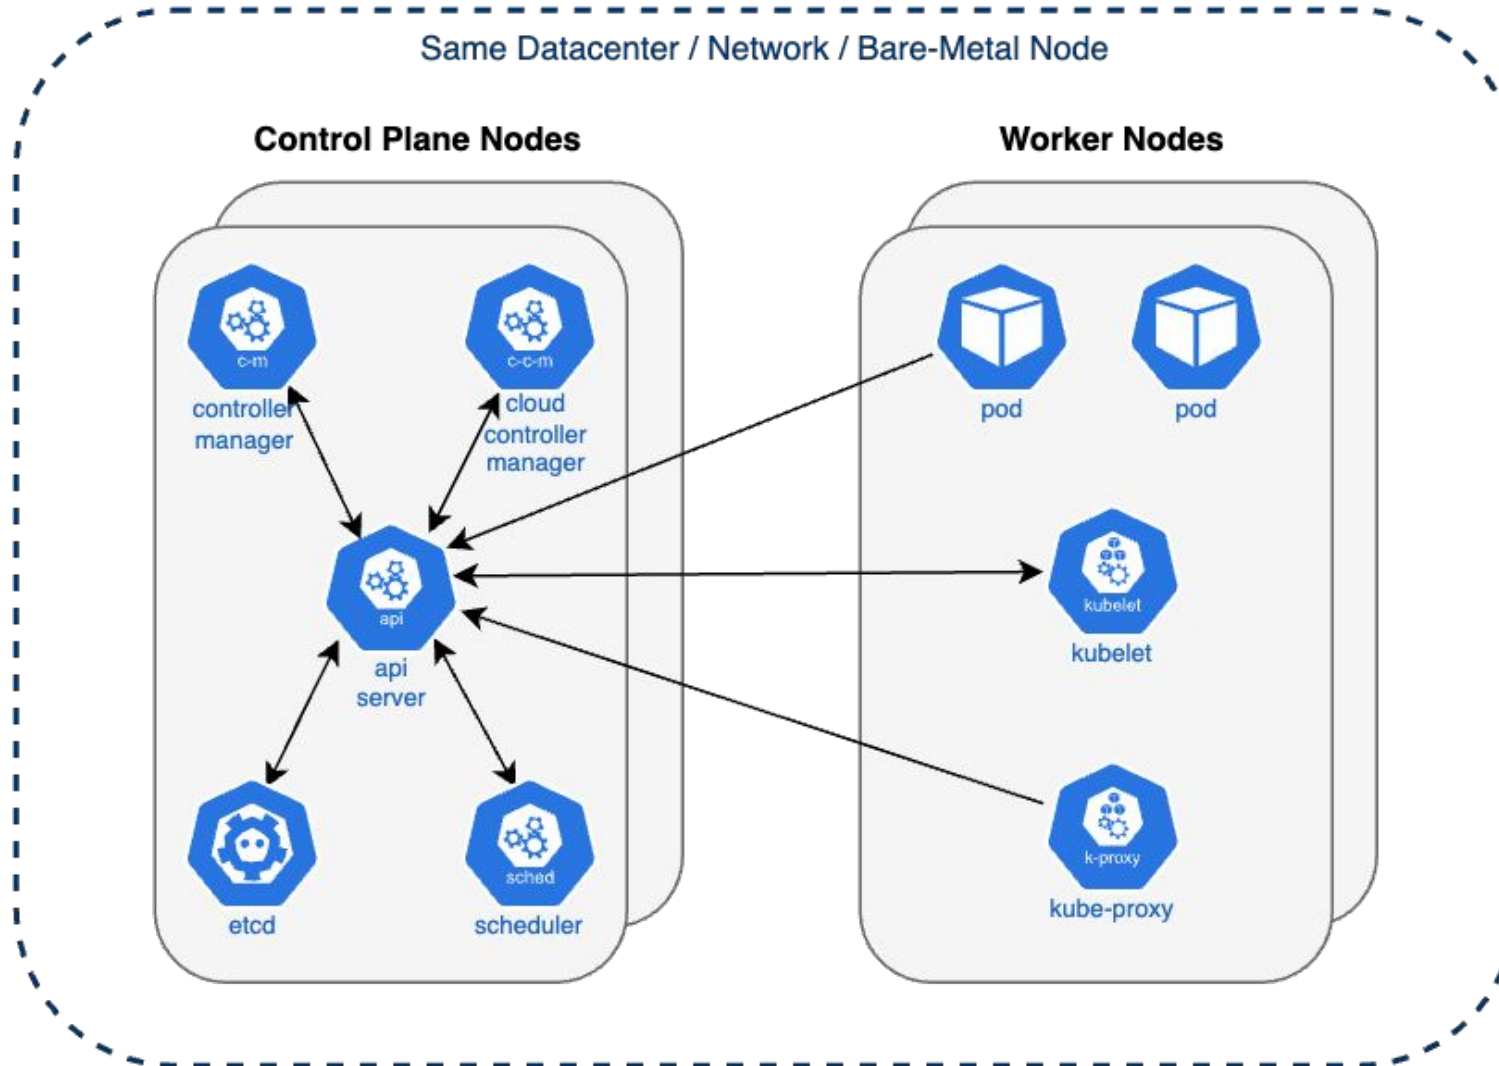 Same Datacenter / Network / Bare-Metal Node
Control Plane Nodes
Worker Nodes
c-m
controller
manager
c-c-m
cloud
controller
manager
api
api
server
etcd
sched
scheduler
pod
pod
kubelet
kubelet
k-proxy
kube-proxy